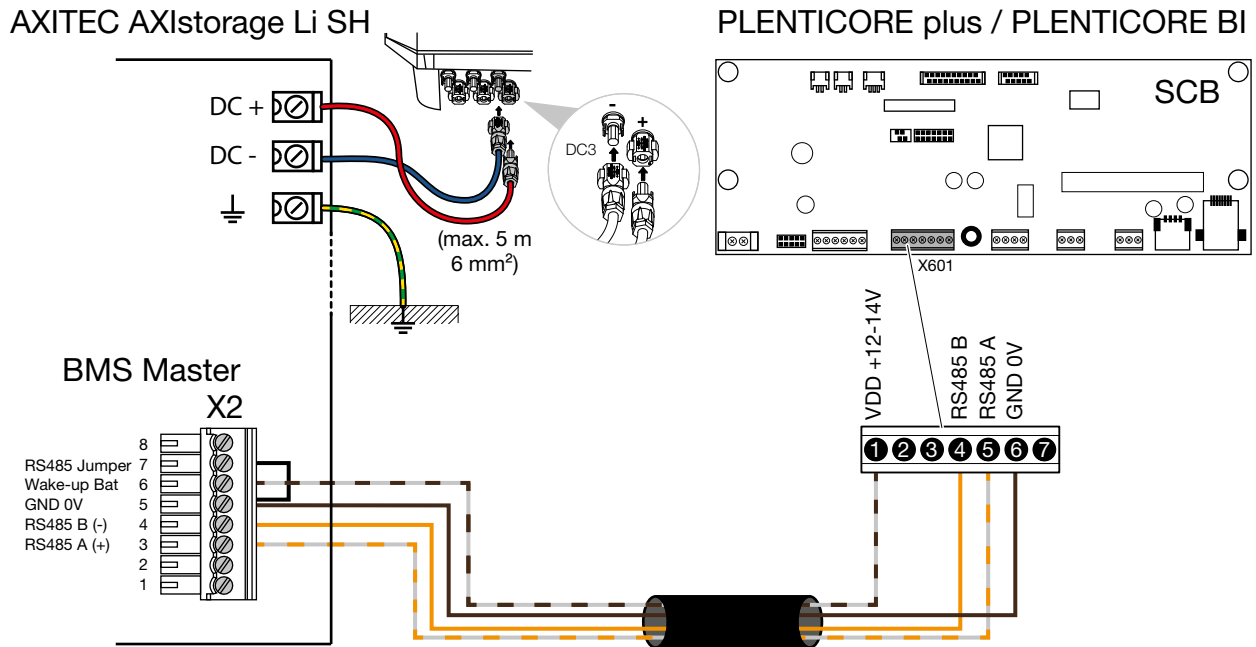 AXITEC AXIstorage Li SH
PLENTICORE plus / PLENTICORE BI
DC +
DC -
(max. 5 m
6 mm²)
-
+
DC3
SCB
X601
BMS Master
X2
8
RS485 Jumper 7
Wake-up Bat 6
GND 0V 5
RS485 B (-) 4
RS485 A (+) 3
2
1
VDD +12-14V
RS485 B
RS485 A
GND 0V
1 2 3 4 5 6 7